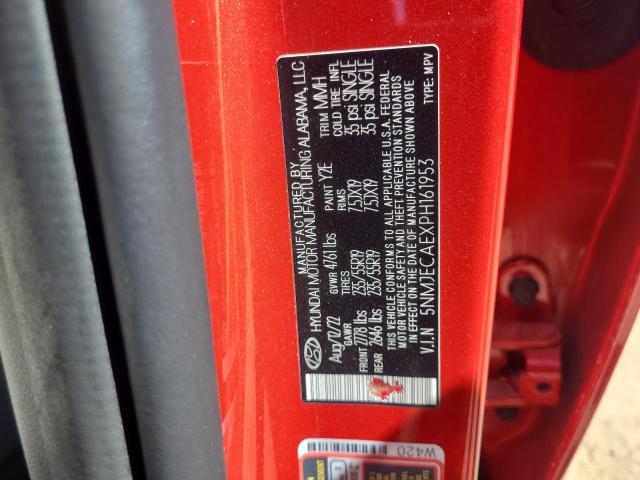 MANUFACTURED BY
HYUNDAI MOTOR MANUFACTURING ALABAMA, LLC
Aug/12/22 GVWR 4761 lbs PAINT Y2E TRIM MMH
GAWR TIRES RIMS COLD TIRE INFL
FRONT 2778 lbs 235/55R19 7.5JX19 35 psi SINGLE
REAR 2646 lbs 235/55R19 7.5JX19 35 psi SINGLE
THIS VEHICLE CONFORMS TO ALL APPLICABLE U.S.A. FEDERAL
MOTOR VEHICLE SAFETY AND THEFT PREVENTION STANDARDS
IN EFFECT ON THE DATE OF MANUFACTURE SHOWN ABOVE
V.I.N 5NMJECAEXPH161953 TYPE: MPV
W420